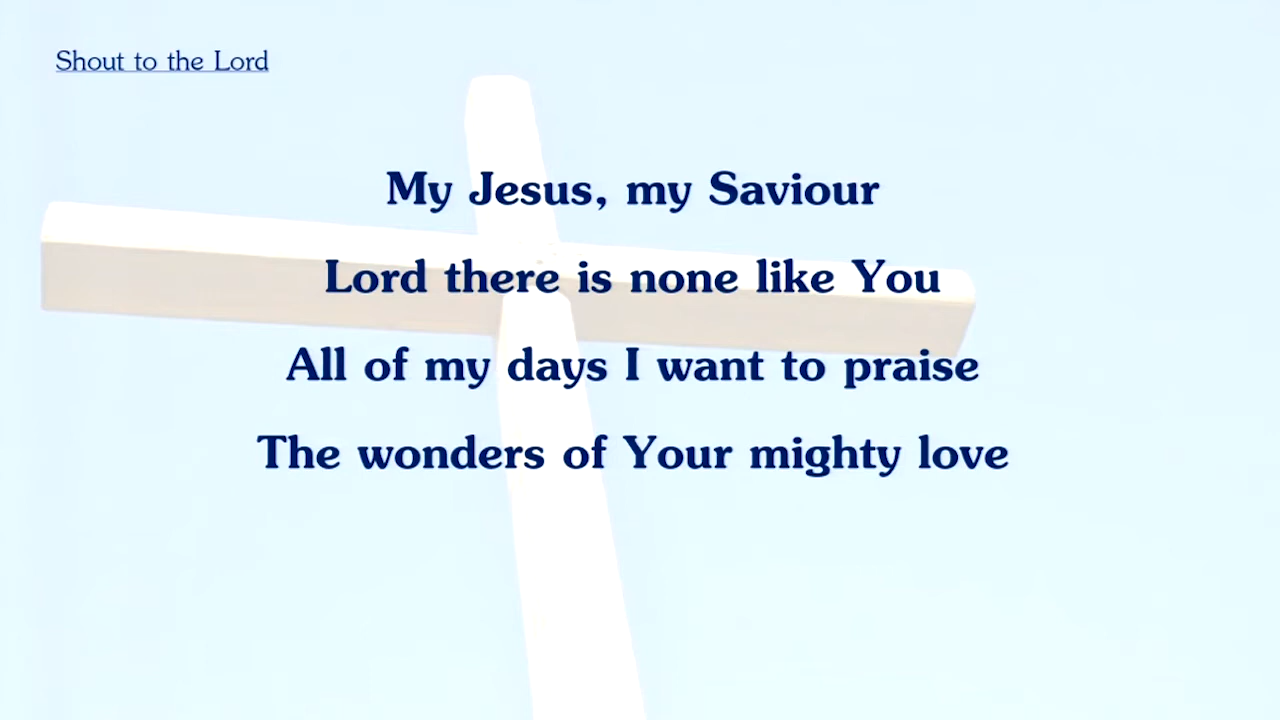 Shout to the Lord
My Jesus, my Saviour
Lord there is none like You
All of my days I want to praise
The wonders of Your mighty love